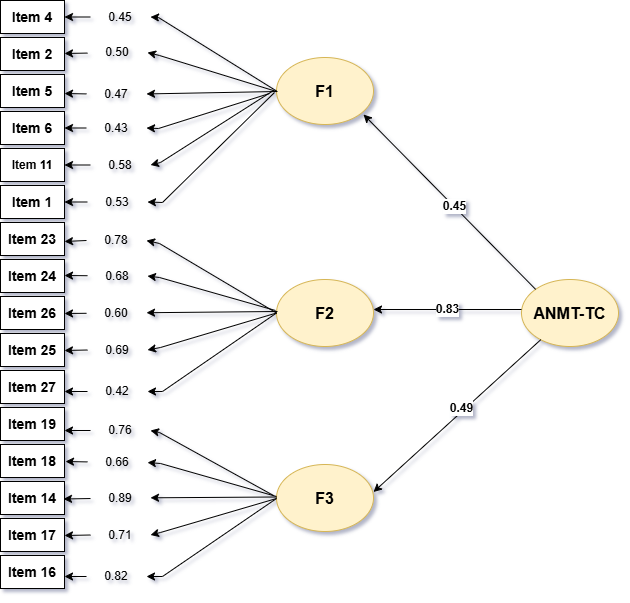 Item 4 0.45
Item 2 0.50
Item 5 0.47
Item 6 0.43
Item 11 0.58
Item 1 0.53
F1
Item 23 0.78
Item 24 0.68
Item 26 0.60
Item 25 0.69
Item 27 0.42
F2
Item 19 0.76
Item 18 0.66
Item 14 0.89
Item 17 0.71
Item 16 0.82
F3
0.45
0.83
0.49
ANMT-TC